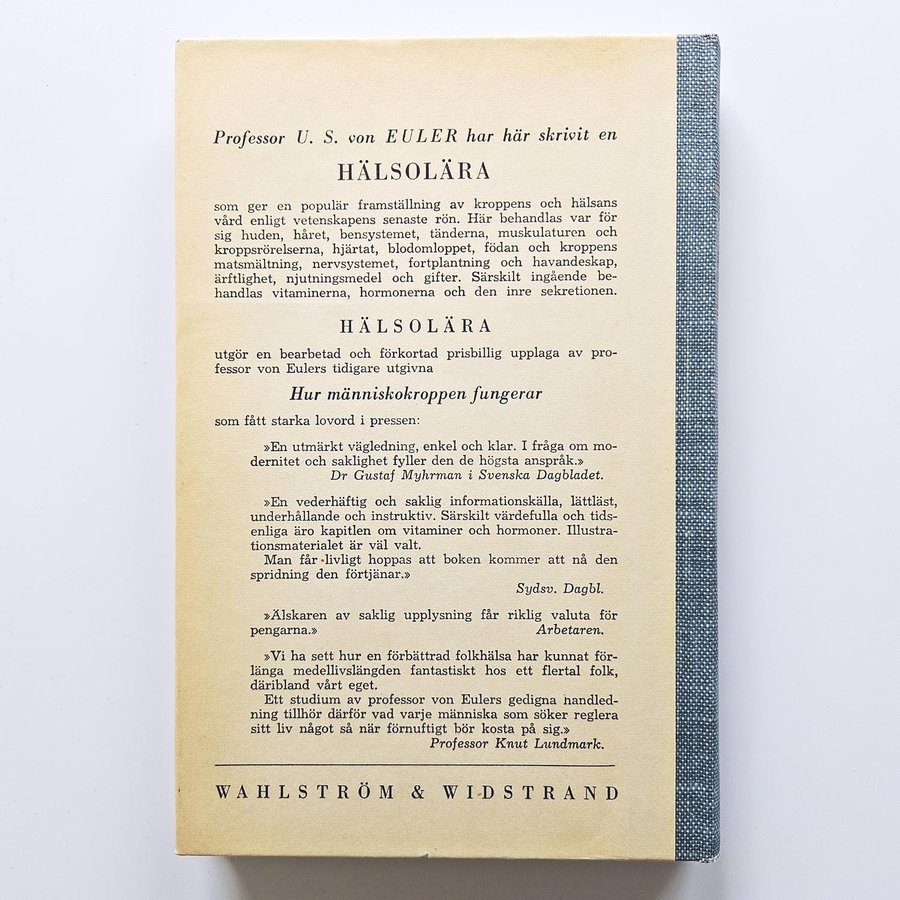 Professor U. S. von EULER har här skrivit en
HÄLSOLÄRA
som ger en populär framställning av kroppens och hälsans
vård enligt vetenskapens senaste rön. Här behandlas var för
sig huden, håret, bensystemet, tänderna, muskulaturen och
kroppsrörelserna, hjärtat, blodomloppet, födan och kroppens
matsmältning, nervsystemet, fortplantning och havandeskap,
ärftlighet, njutningsmedel och gifter. Särskilt ingående be-
handlas vitaminerna, hormonerna och den inre sekretionen.
HÄLSOLÄRA
utgör en bearbetad och förkortad prisbillig upplaga av pro-
fessor von Eulers tidigare utgivna
Hur människokroppen fungerar
som fått starka lovord i pressen:
»En utmärkt vägledning, enkel och klar. I fråga om mo-
dernitet och saklighet fyller den de högsta anspråk.»
Dr Gustaf Myhrman i Svenska Dagbladet.
»En vederhäftig och saklig informationskälla, lättläst,
underhållande och instruktiv. Särskilt värdefulla och tids-
enliga äro kapitlen om vitaminer och hormoner. Illustra-
tionsmaterialet är väl valt.
Man får livligt hoppas att boken kommer att nå den
spridning den förtjänar.»
Sydsv. Dagbl.
»Älskaren av saklig upplysning får riklig valuta för
pengarna.» Arbetaren.
»Vi ha sett hur en förbättrad folkhälsa har kunnat för-
länga medellivslängden fantastiskt hos ett flertal folk,
däribland vårt eget.
Ett studium av professor von Eulers gedigna handled-
ning tillhör därför vad varje människa som söker reglera
sitt liv något så när förnuftigt bör kosta på sig.»
Professor Knut Lundmark.
WAHLSTRÖM & WIDSTRAND